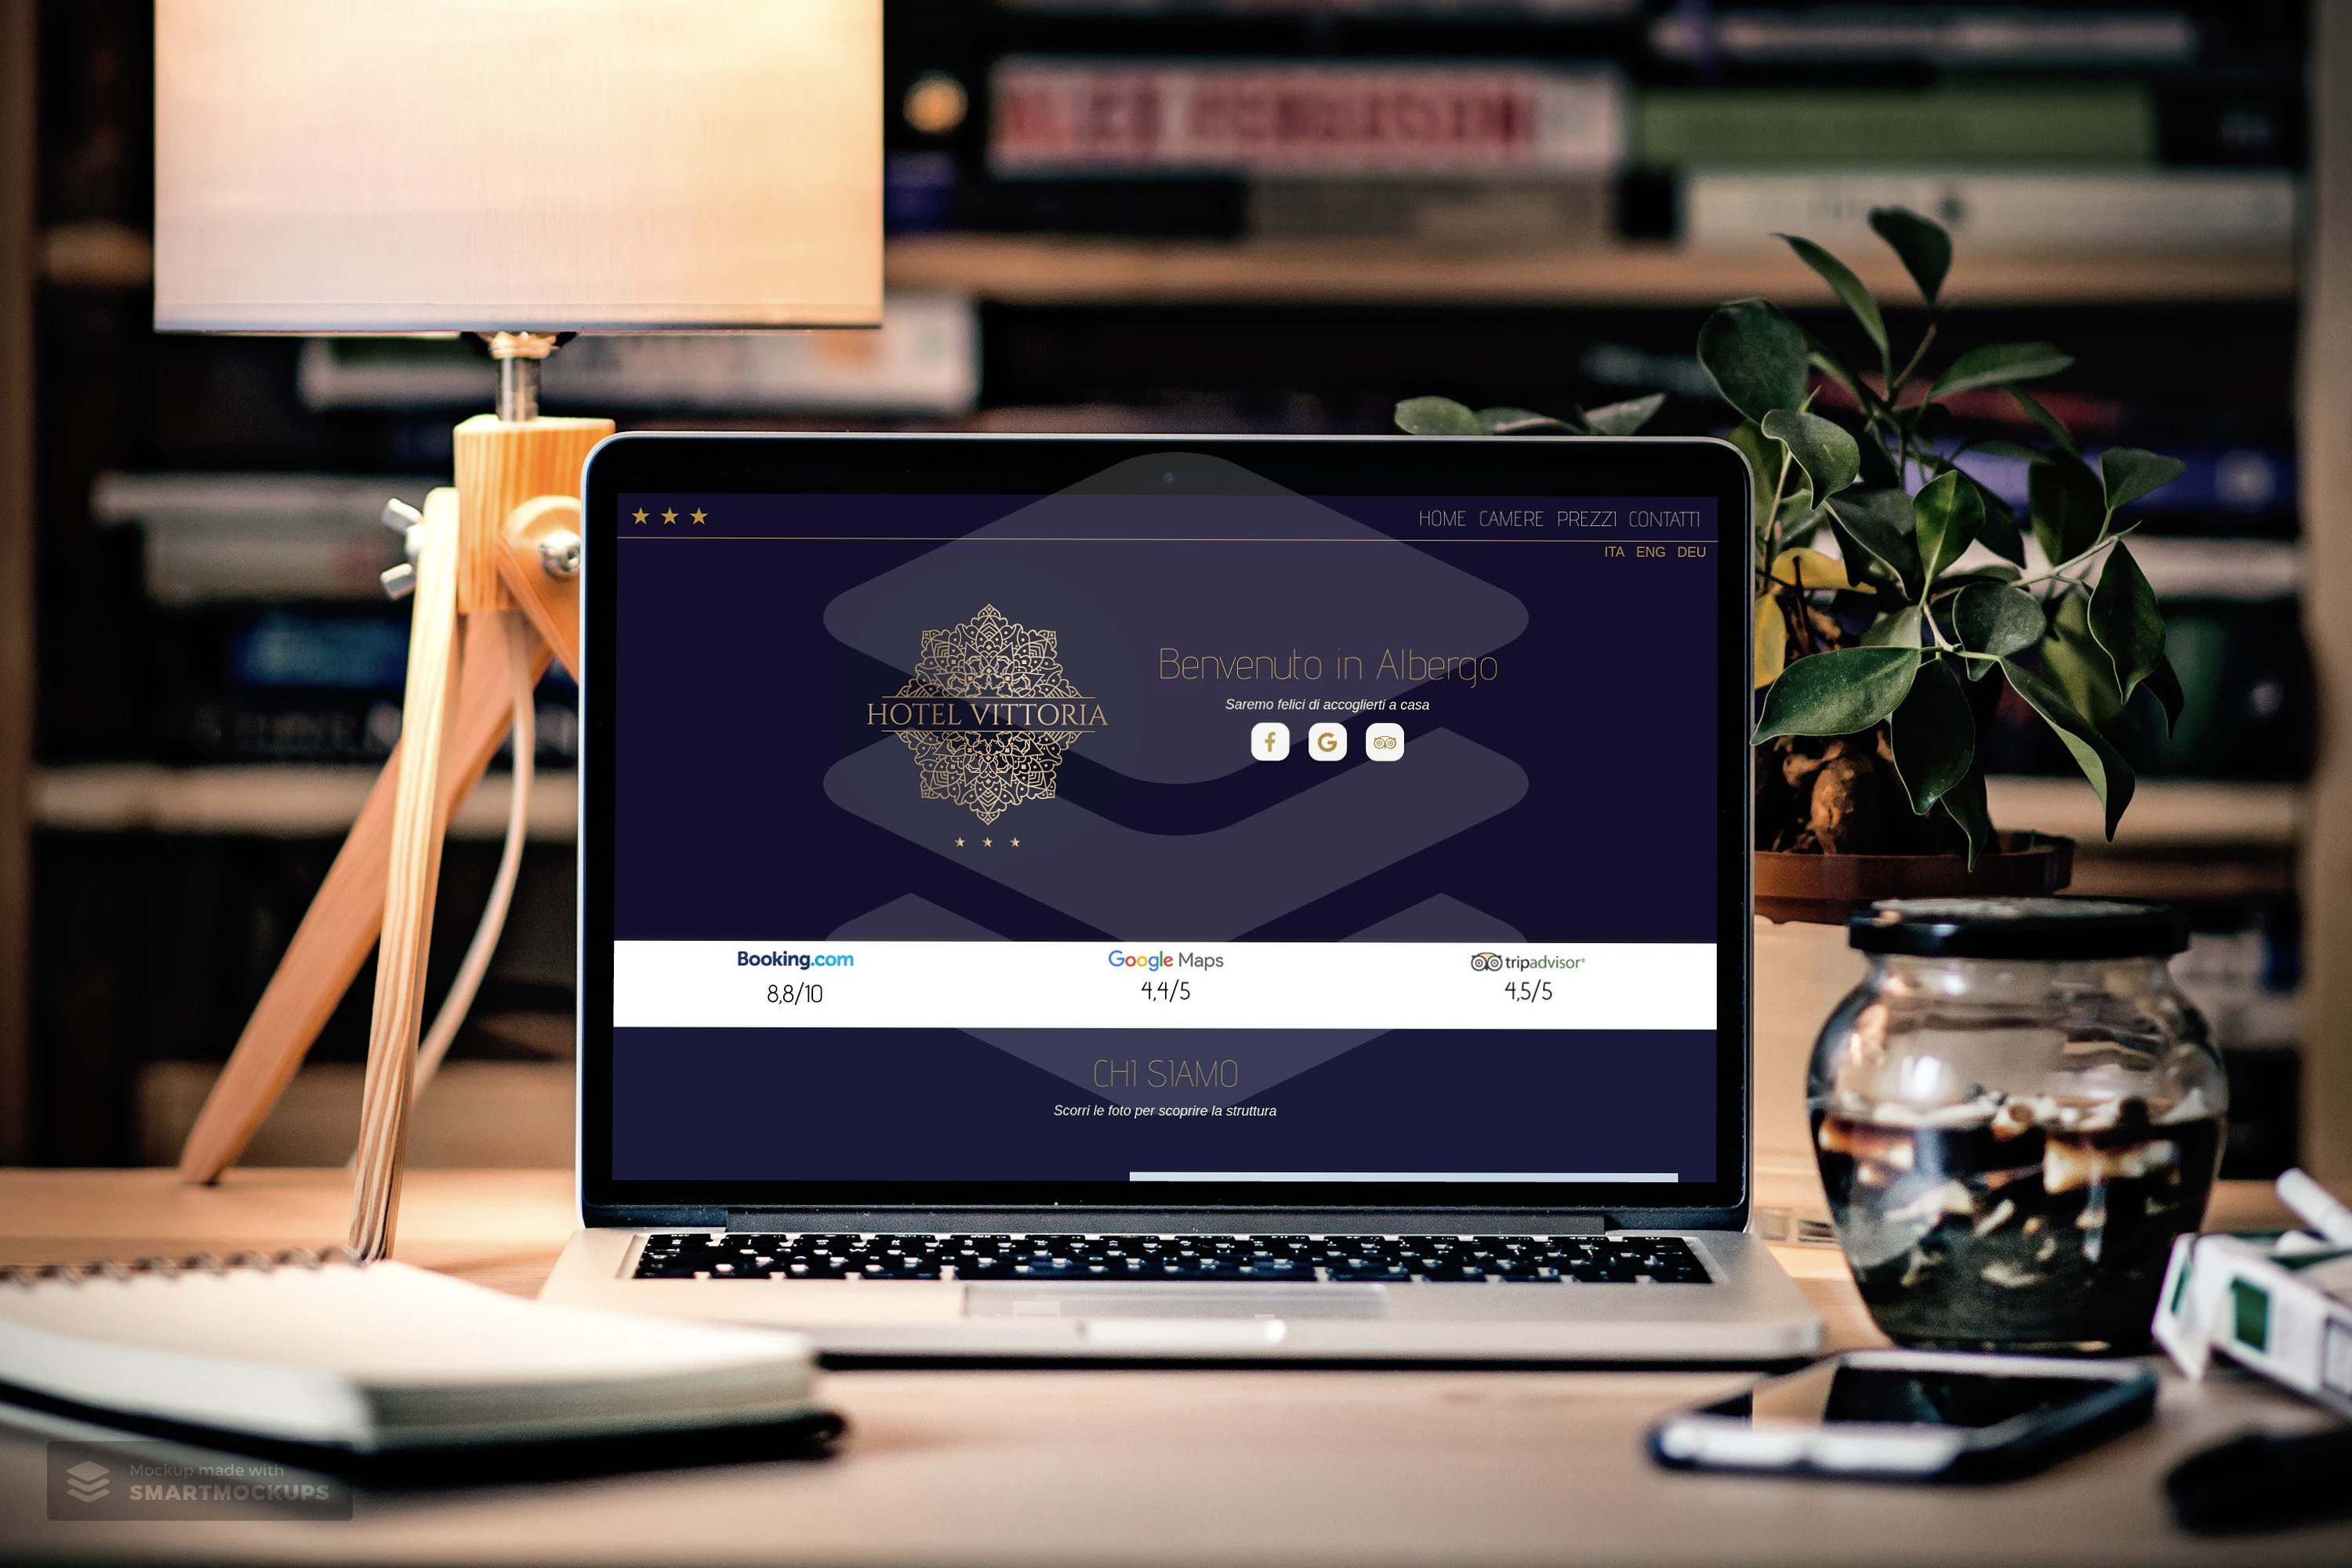 HOME CAMERE PREZZI CONTATTI
ITA ENG DEU
HOTEL VITTORIA
Benvenuto in Albergo
Saremo felici di accoglierti a casa
f G
Booking.com
8,8/10
Google Maps
4,4/5
tripadvisor®
4,5/5
CHI SIAMO
Scorri le foto per scoprire la struttura
Mockup made with
SMARTMOCKUPS